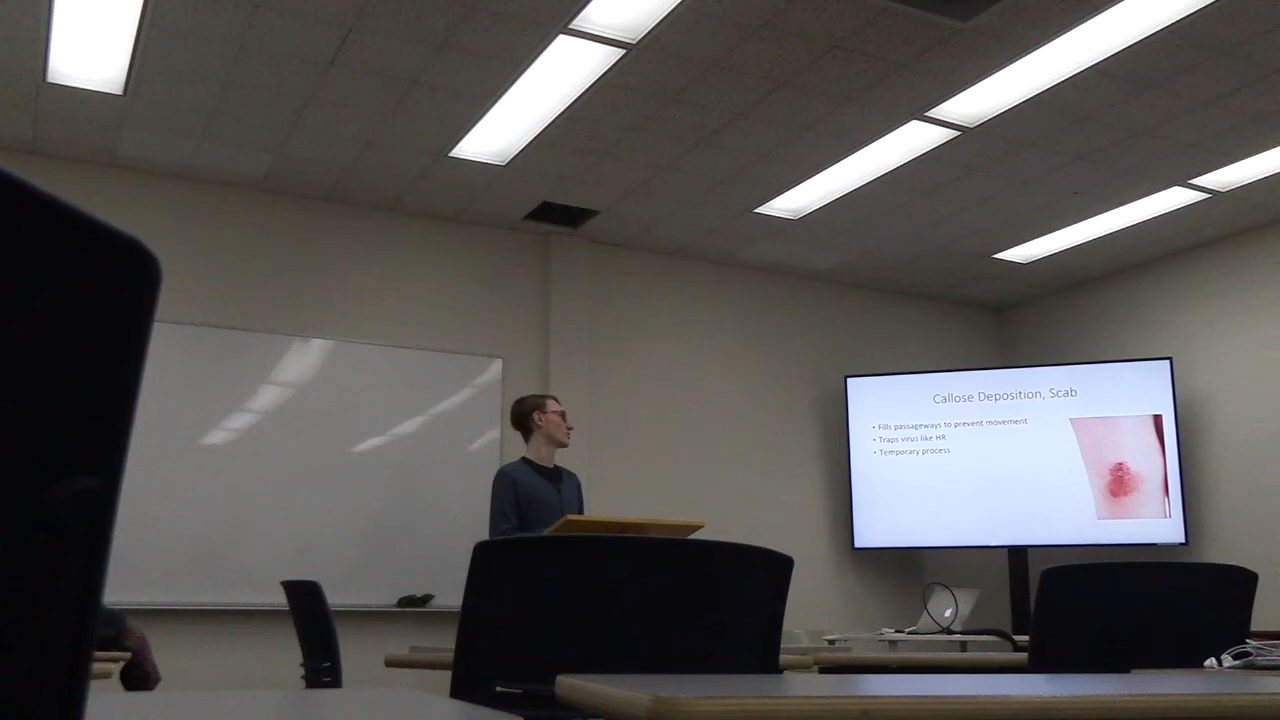 Callose Deposition, Scab
• Fills passageways to prevent movement
• Traps virus like HR
• Temporary process